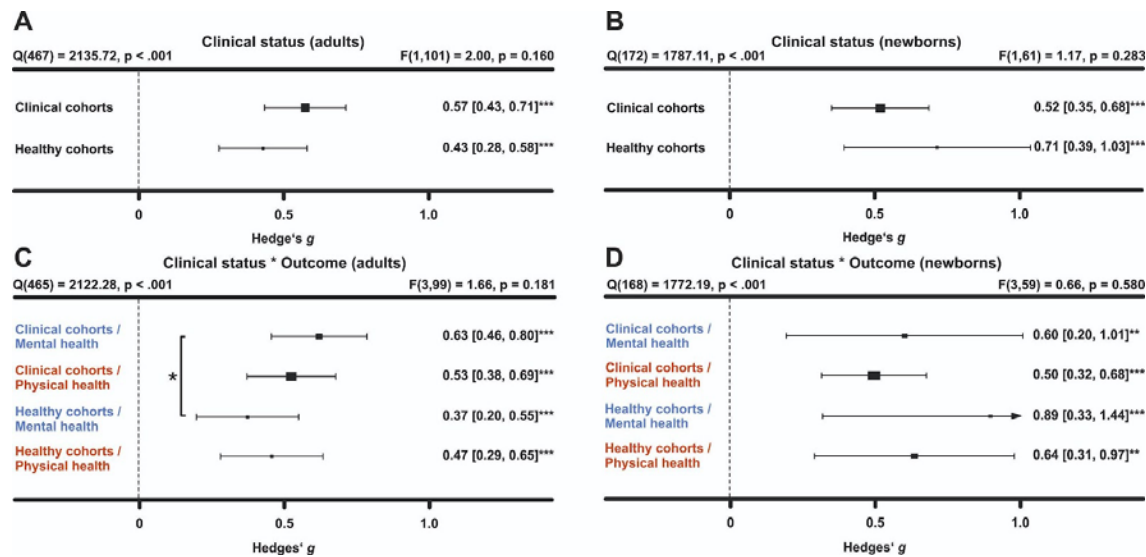 A
Clinical status (adults)
Q(467) = 2135.72, p < .001 F(1,101) = 2.00, p = 0.160
Clinical cohorts 0.57 [0.43, 0.71]***
Healthy cohorts 0.43 [0.28, 0.58]***
0 0.5 1.0
Hedge's g
B
Clinical status (newborns)
Q(172) = 1787.11, p < .001 F(1,61) = 1.17, p = 0.283
Clinical cohorts 0.52 [0.35, 0.68]***
Healthy cohorts 0.71 [0.39, 1.03]***
0 0.5 1.0
Hedge's g
C
Clinical status * Outcome (adults)
Q(465) = 2122.28, p < .001 F(3,99) = 1.66, p = 0.181
Clinical cohorts /
Mental health 0.63 [0.46, 0.80]***
Clinical cohorts /
Physical health 0.53 [0.38, 0.69]***
*
Healthy cohorts /
Mental health 0.37 [0.20, 0.55]***
Healthy cohorts /
Physical health 0.47 [0.29, 0.65]***
0 0.5 1.0
Hedges' g
D
Clinical status * Outcome (newborns)
Q(168) = 1772.19, p < .001 F(3,59) = 0.66, p = 0.580
Clinical cohorts /
Mental health 0.60 [0.20, 1.01]**
Clinical cohorts /
Physical health 0.50 [0.32, 0.68]***
Healthy cohorts /
Mental health 0.89 [0.33, 1.44]***
Healthy cohorts /
Physical health 0.64 [0.31, 0.97]**
0 0.5 1.0
Hedges' g